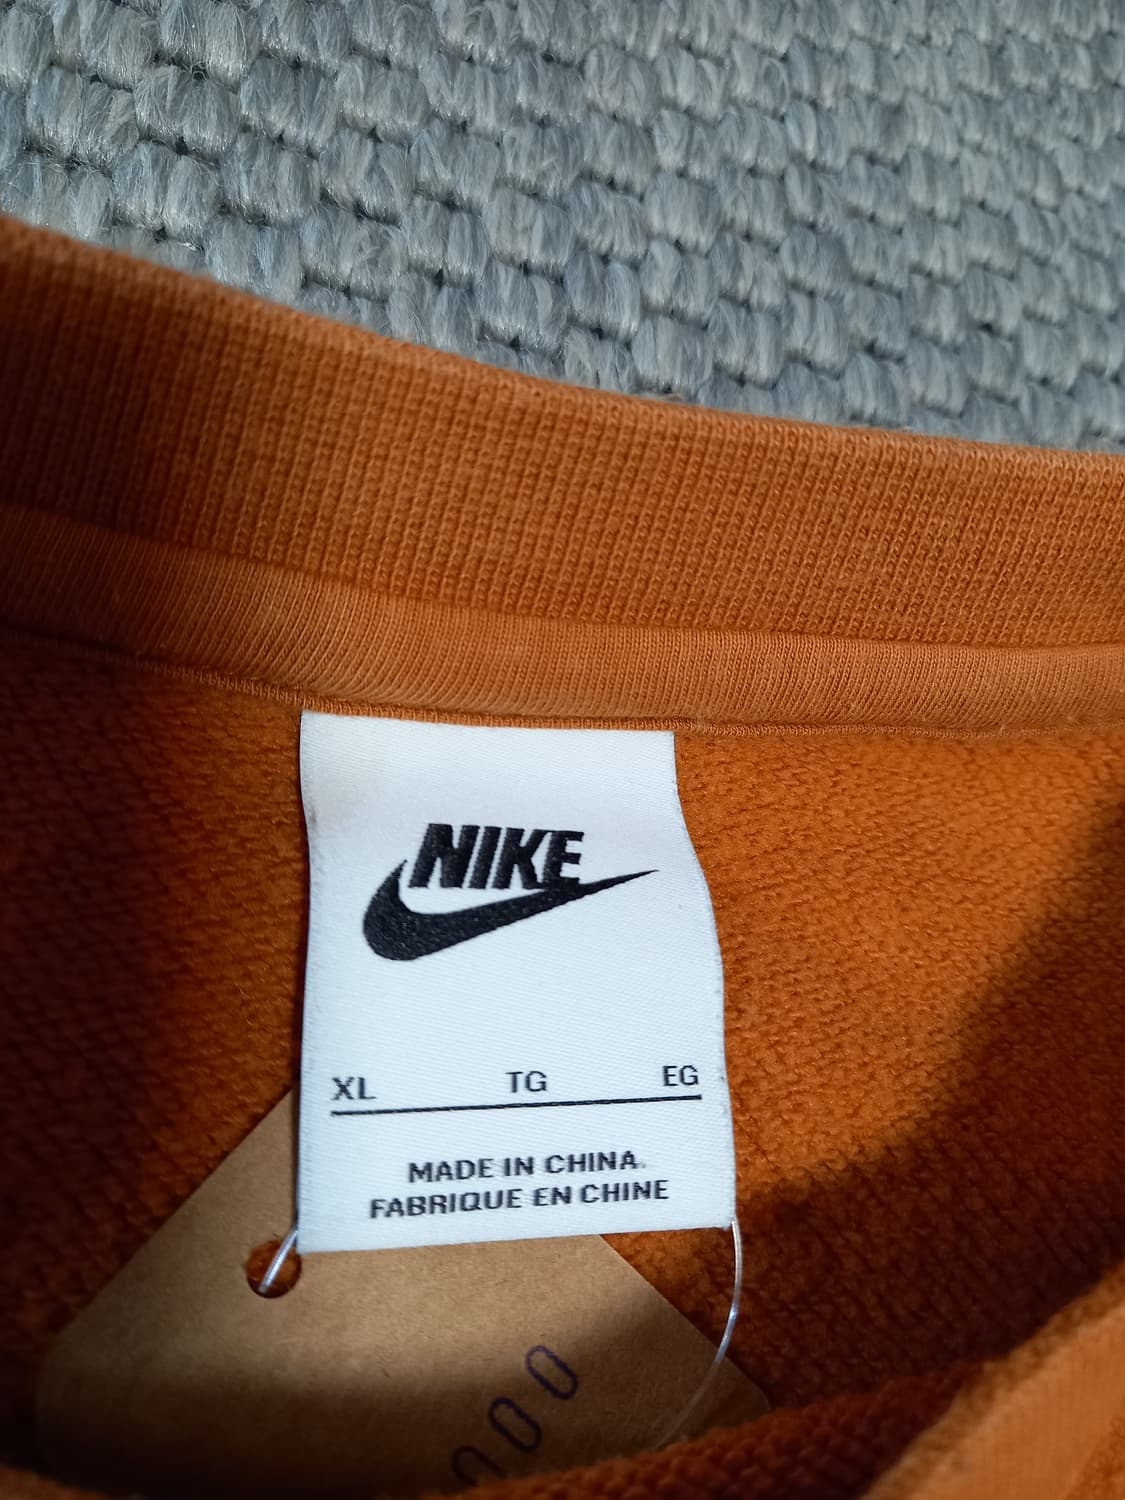 NIKE
XL TG EG
MADE IN CHINA.
FABRIQUE EN CHINE